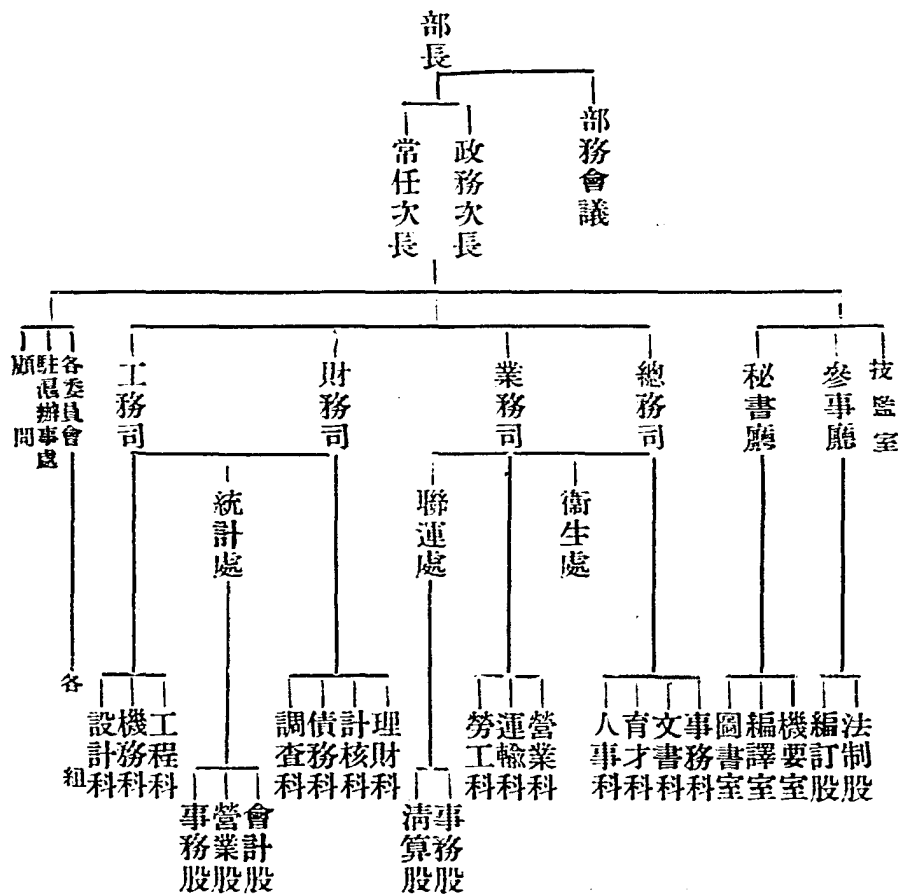 部長
部務會議
政務次長
常任次長
技監室
參事廳
秘書廳
總務司
業務司
財務司
工務司
各委員會
駐滬辦事處
顧問
衛生處
聯運處
統計處
法制股
編訂股
機要室
編譯室
圖書室
事務科
文書科
育才科
人事科
營業科
運輸科
勞工科
理財科
計核科
債務科
調查科
工程科
機務科
設計科
各組
事務股
清算股
會計股
營業股
事務股